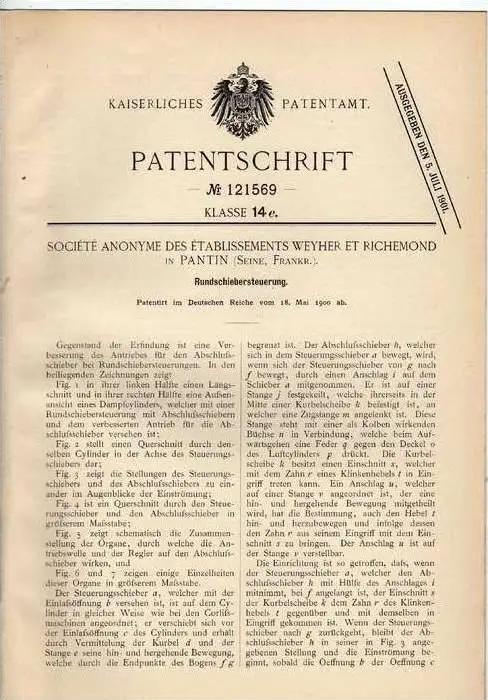 KAISERLICHES PATENTAMT.
AUSGEGEBEN DEN 5. JULI 1901.
PATENTSCHRIFT
— № 121569 —
KLASSE 14c.
SOCIÉTÉ ANONYME DES ÉTABLISSEMENTS WEYHER ET RICHEMOND
IN PANTIN (SEINE, FRANKR.).
Rundschiebersteuerung.
Patentirt im Deutschen Reiche vom 18. Mai 1900 ab.
Gegenstand der Erfindung ist eine Ver-
besserung des Antriebes für den Abschluſs-
schieber bei Rundschiebersteuerungen. In den
beiliegenden Zeichnungen zeigt
Fig. 1 in ihrer linken Hälfte einen Längs-
schnitt und in ihrer rechten Hälfte eine Auſsen-
ansicht eines Dampfcylinders, welcher mit einer
Rundschiebersteuerung mit Abschluſsschiebern
und dem verbesserten Antrieb für die Ab-
schluſsschieber versehen ist;
Fig. 2 stellt einen Querschnitt durch den-
selben Cylinder in der Achse des Steuerungs-
schiebers dar;
Fig. 3 zeigt die Stellungen des Steuerungs-
schiebers und des Abschluſsschiebers zu ein-
ander im Augenblicke der Einströmung;
Fig. 4 ist ein Querschnitt durch den Steue-
rungsschieber und den Abschluſsschieber in
gröſserem Maſsstabe;
Fig. 5 zeigt schematisch die Zusammen-
stellung der Organe, durch welche die An-
triebswelle und der Regler auf den Abschluſs-
schieber wirken, und
Fig. 6 und 7 zeigen einige Einzelheiten
dieser Organe in gröſserem Maſsstabe.
Der Steuerungsschieber a, welcher mit der
Einlaſsöffnung b versehen ist, ist auf dem Cy-
linder in gleicher Weise wie bei den Corliſs-
maschinen angeordnet; er schwingt sich vor
der Einlaſsöffnung c des Cylinders und erhält
durch Vermittelung der Kurbel d und der
Stange e seine hin- und hergehende Bewegung,
welche durch die Endpunkte des Bogens f g
begrenzt ist. Der Abschluſsschieber h, welcher
sich in dem Steuerungsschieber a bewegt, wird,
wenn sich der Steuerungsschieber von g nach
f bewegt, durch einen Anschlag i auf dem
Schieber a mitgenommen. Er ist auf einer
Stange j festgekeilt, welche ihrerseits in der
Mitte einer Kurbelscheibe k befestigt ist, an
welcher eine Zugstange m angelenkt ist. Diese
Stange steht mit einer als Kolben wirkenden
Büchse n in Verbindung, welche beim Auf-
wärtsgehen eine Feder q gegen den Deckel o
des Luftcylinders p drückt. Die Kurbel-
scheibe k besitzt einen Einschnitt s, welcher
mit dem Zahn r eines Klinkenhebels t in Ein-
griff treten kann. Ein Anschlag u, welcher
auf einer Stange v angeordnet ist, der eine
hin- und hergehende Bewegung mitgetheilt
wird, hat die Bestimmung, auch den Hebel t
hin- und herzubewegen und infolge dessen
den Zahn r aus seinem Eingriff mit dem Ein-
schnitt s zu bringen. Der Anschlag u ist auf
der Stange v verstellbar.
Die Einrichtung ist so getroffen, daſs, wenn
der Steuerungsschieber a, welcher den Ab-
schluſsschieber h mit Hülfe des Anschlages i
mitnimmt, bei f anlangt, der Einschnitt s
der Kurbelscheibe k dem Zahn r des Klinken-
hebels t gegenüber und mit demselben in
Eingriff gekommen ist. Wenn der Steuerungs-
schieber nach g zurückgeht, bleibt der Ab-
schluſsschieber h in seiner in Fig. 3 ange-
gebenen Stellung und die Einströmung be-
ginnt, sobald die Oeffnung b der Oeffnung c